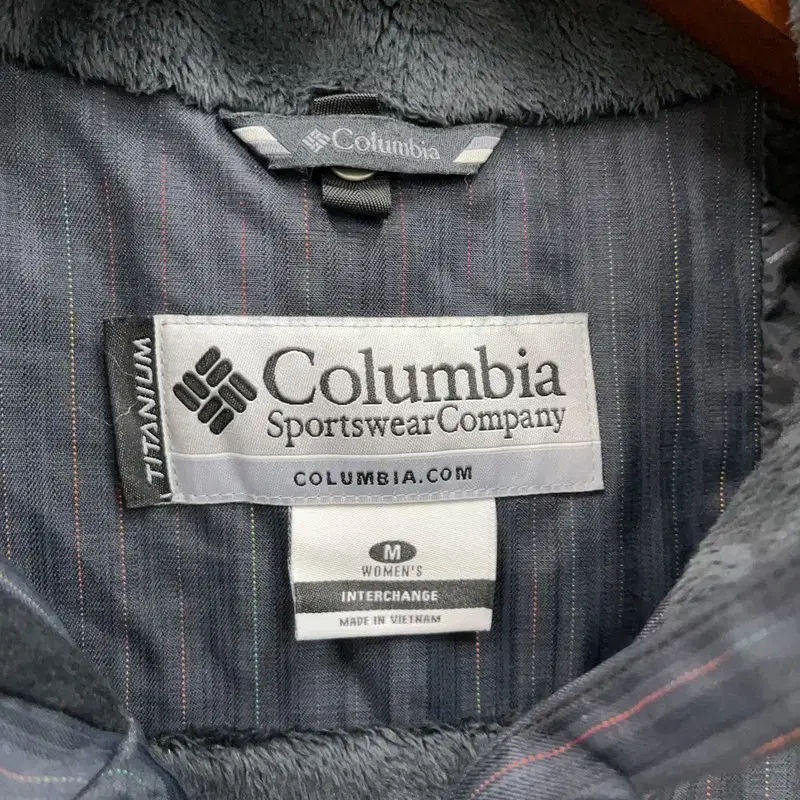 Columbia
TITANIUM
Columbia
Sportswear Company
COLUMBIA.COM
M
WOMEN'S
INTERCHANGE
MADE IN VIETNAM